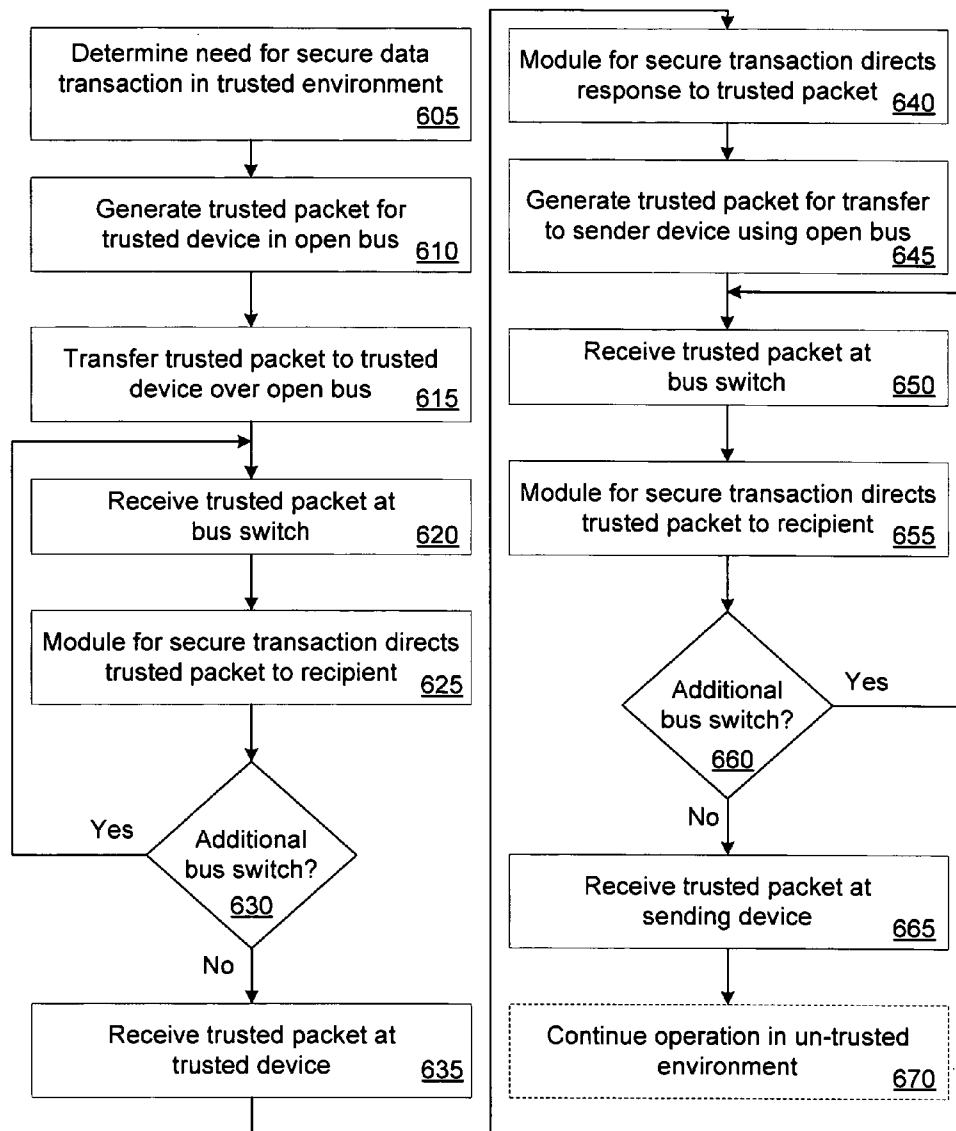 Determine need for secure data
transaction in trusted environment
605
Generate trusted packet for
trusted device in open bus
610
Transfer trusted packet to trusted
device over open bus
615
Receive trusted packet at
bus switch
620
Module for secure transaction directs
trusted packet to recipient
625
Additional
bus switch?
630
Yes
No
Receive trusted packet at
trusted device
635
Module for secure transaction directs
response to trusted packet
640
Generate trusted packet for transfer
to sender device using open bus
645
Receive trusted packet at
bus switch
650
Module for secure transaction directs
trusted packet to recipient
655
Additional
bus switch?
660
Yes
No
Receive trusted packet at
sending device
665
Continue operation in un-trusted
environment
670